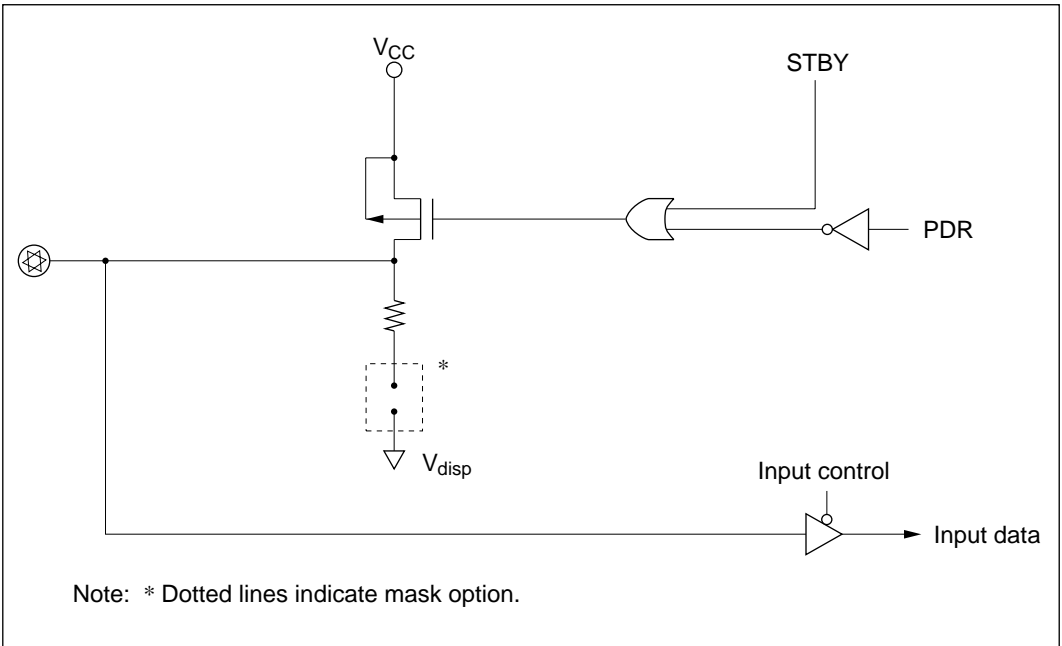 VCC
STBY
PDR
*
Vdisp
Input control
Input data
Note: * Dotted lines indicate mask option.